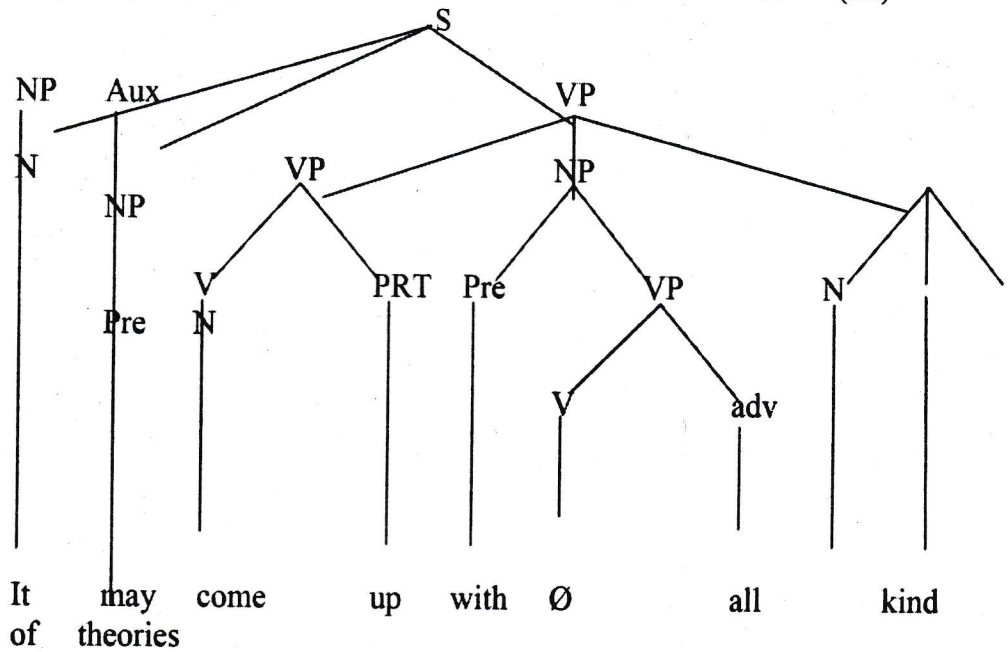 S
NP Aux VP
N VP NP
NP
V PRT Pre VP N
Pre N
V adv
It may come up with Ø all kind
of theories